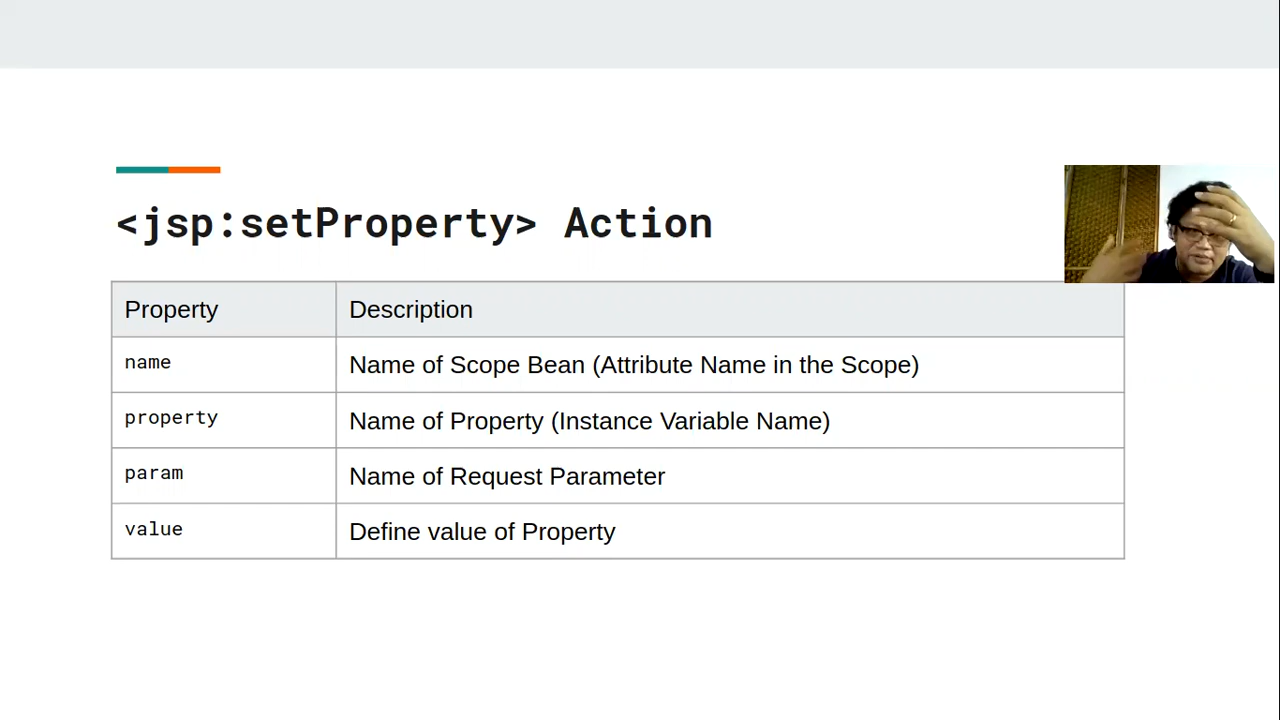 <jsp:setProperty> Action
Property Description
name Name of Scope Bean (Attribute Name in the Scope)
property Name of Property (Instance Variable Name)
param Name of Request Parameter
value Define value of Property